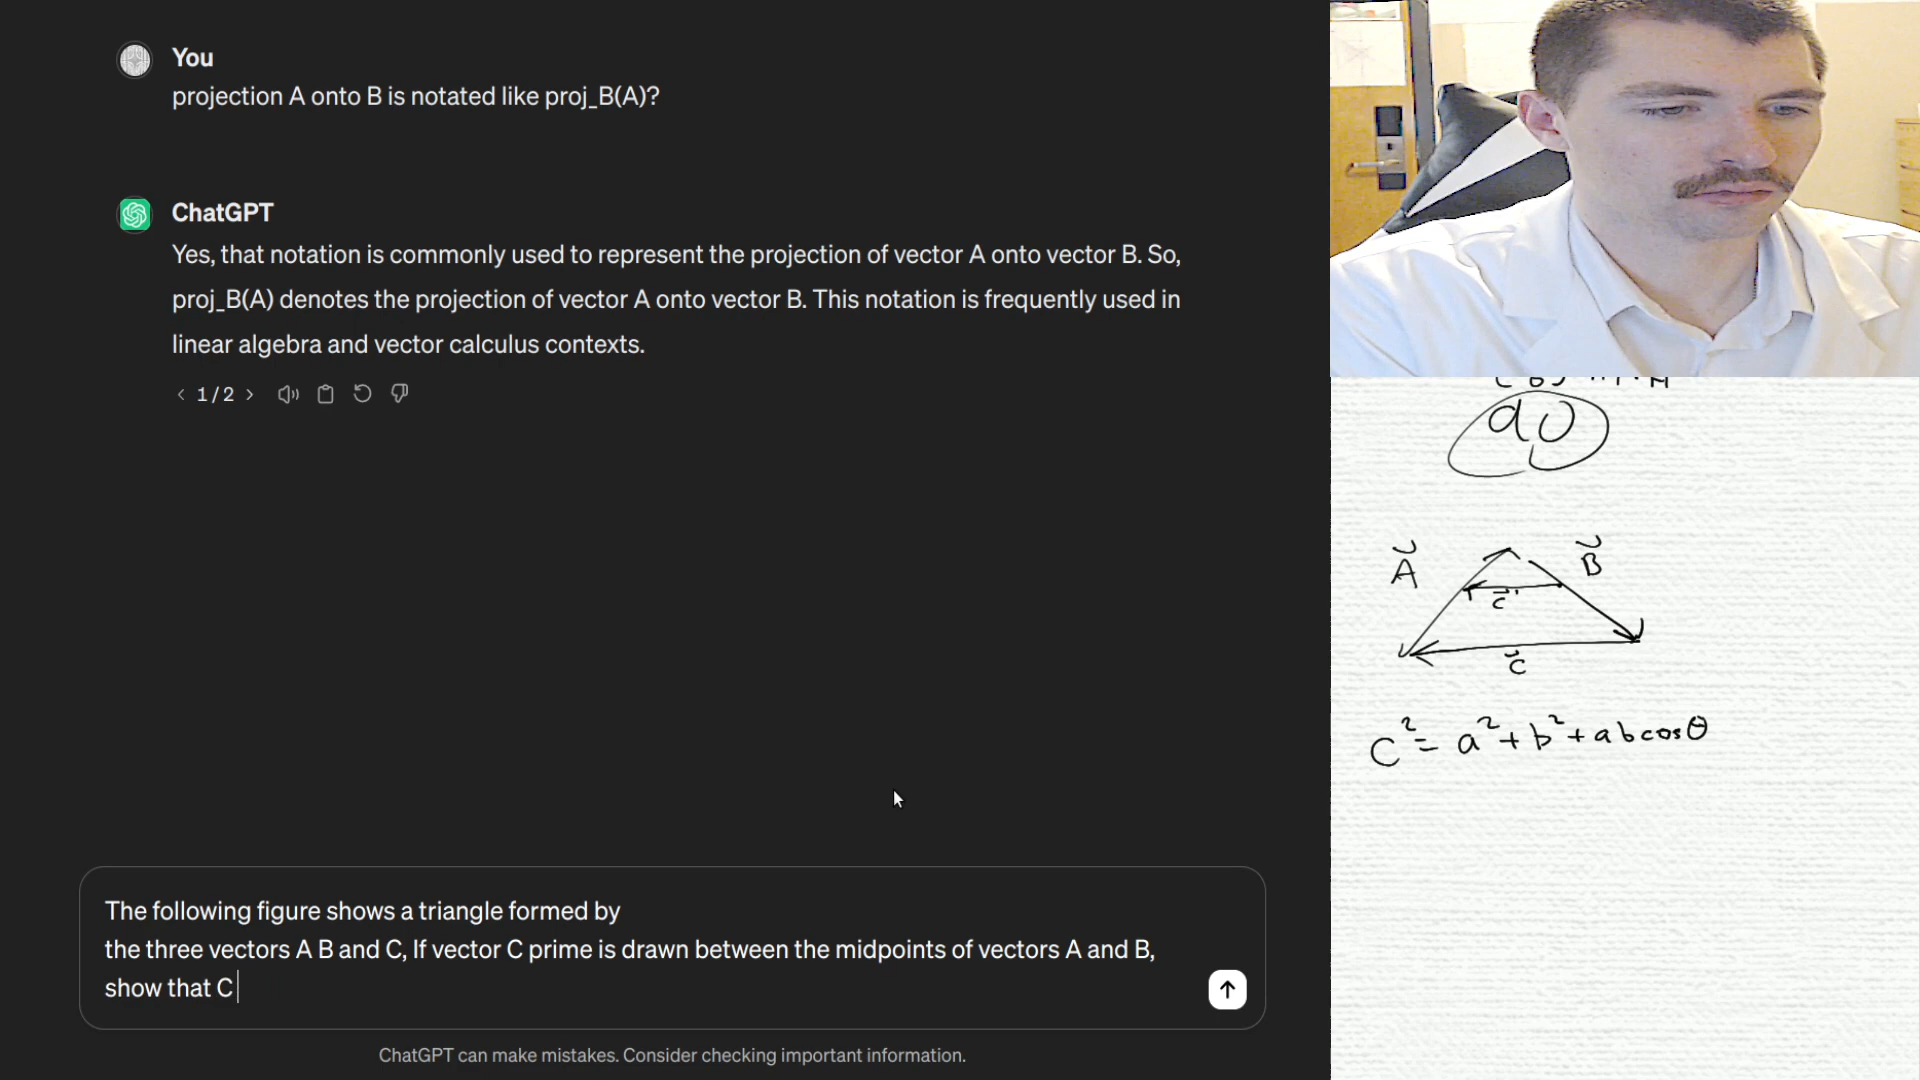 You
projection A onto B is notated like proj_B(A)?
ChatGPT
Yes, that notation is commonly used to represent the projection of vector A onto vector B. So,
proj_B(A) denotes the projection of vector A onto vector B. This notation is frequently used in
linear algebra and vector calculus contexts.
1 / 2
The following figure shows a triangle formed by
the three vectors A B and C, If vector C prime is drawn between the midpoints of vectors A and B,
show that C
ChatGPT can make mistakes. Consider checking important information.
A B
C'
C
C² = a² + b² + ab cos θ